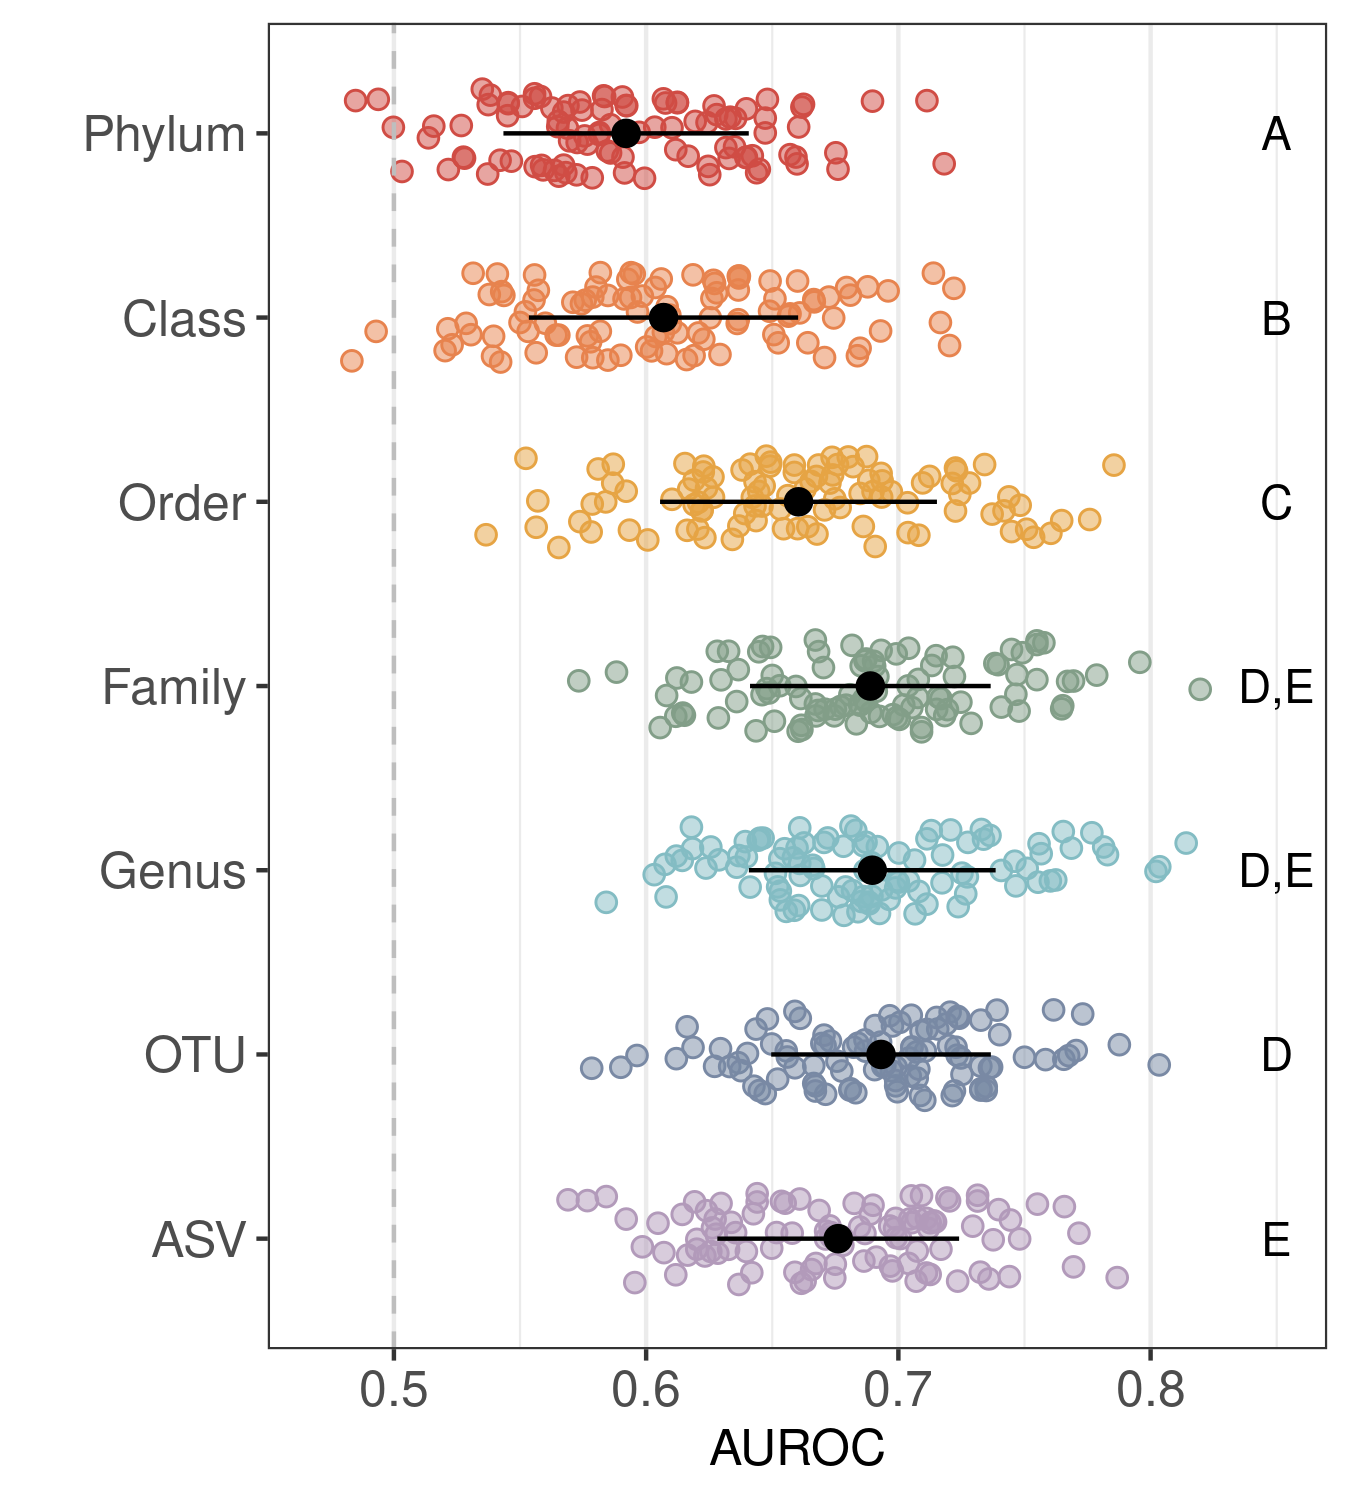 Phylum A
Class B
Order C
Family D,E
Genus D,E
OTU D
ASV E
0.5 0.6 0.7 0.8
AUROC